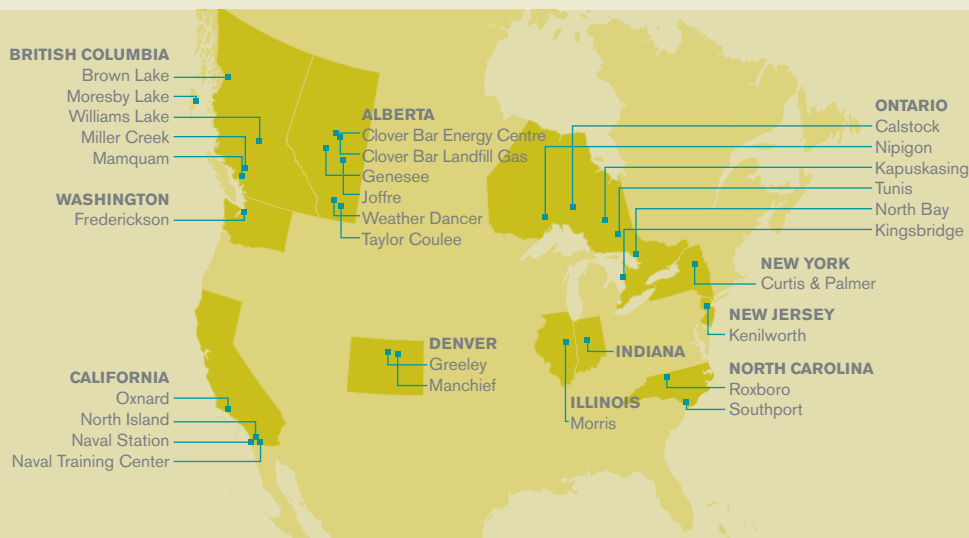 BRITISH COLUMBIA
Brown Lake
Moresby Lake
Williams Lake
Miller Creek
Mamquam
WASHINGTON
Frederickson
ALBERTA
Clover Bar Energy Centre
Clover Bar Landfill Gas
Genesee
Joffre
Weather Dancer
Taylor Coulee
ONTARIO
Calstock
Nipigon
Kapuskasing
Tunis
North Bay
Kingsbridge
NEW YORK
Curtis & Palmer
NEW JERSEY
Kenilworth
DENVER
Greeley
Manchief
INDIANA
ILLINOIS
Morris
NORTH CAROLINA
Roxboro
Southport
CALIFORNIA
Oxnard
North Island
Naval Station
Naval Training Center